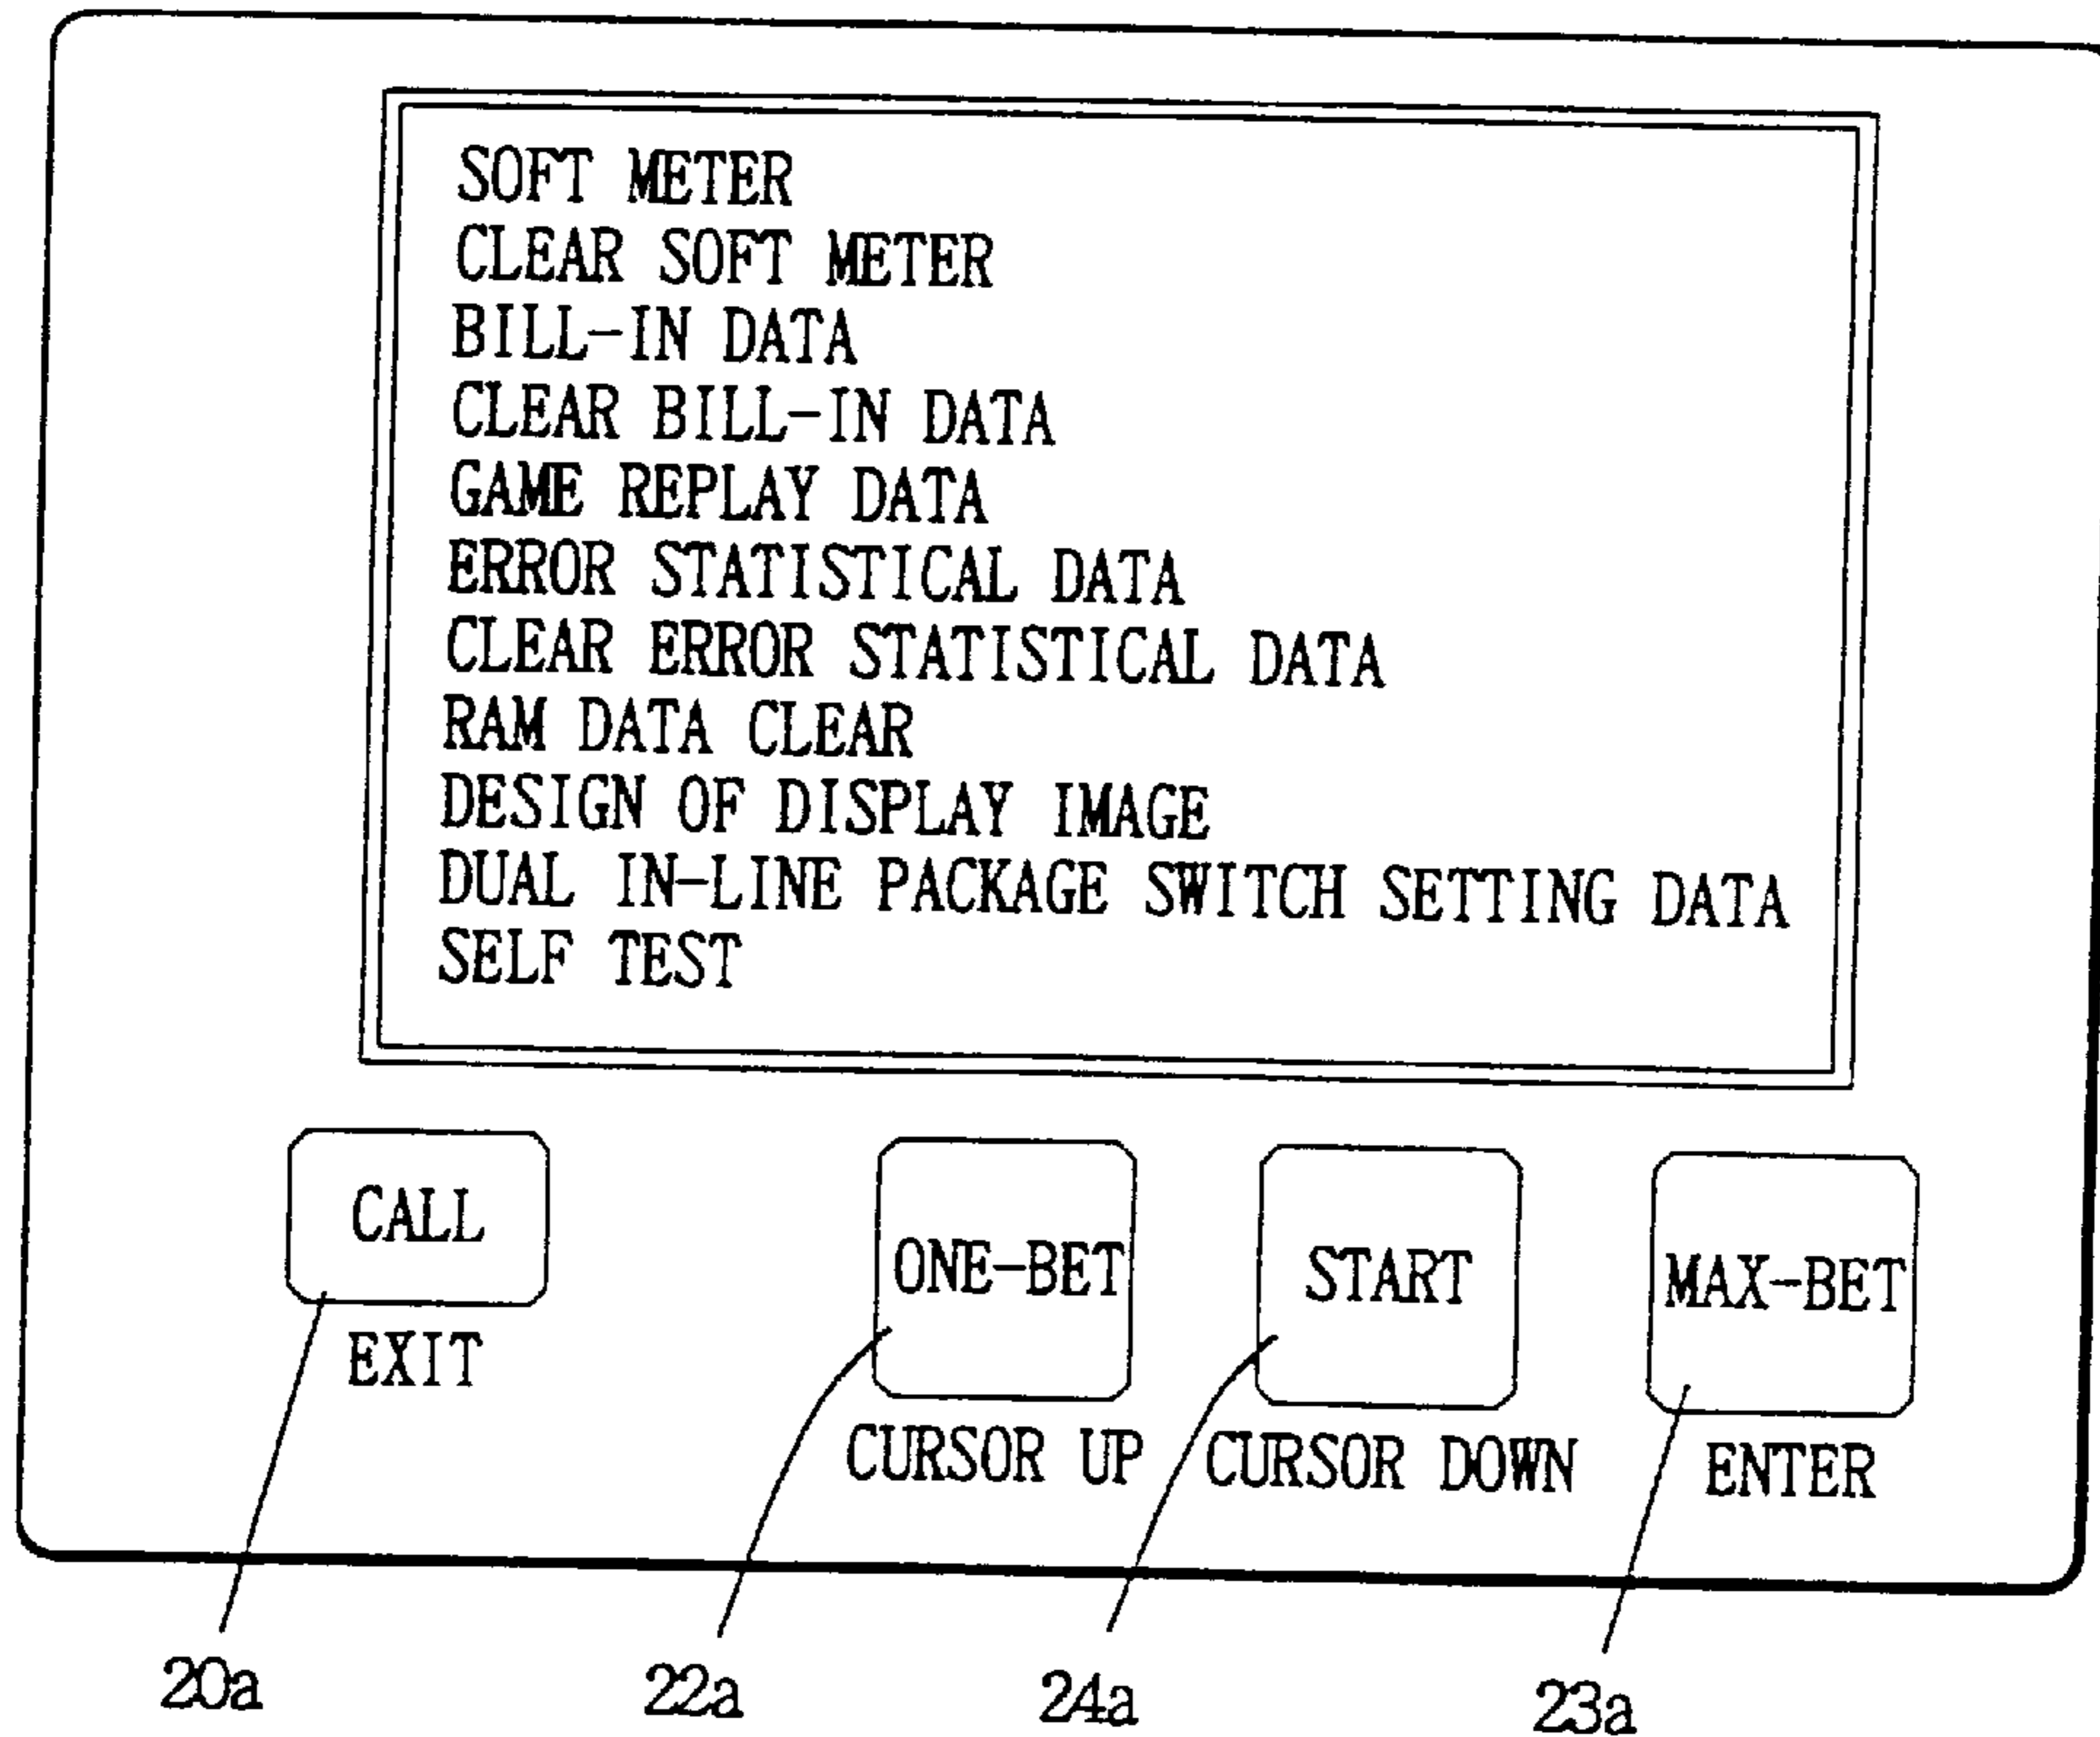 SOFT METER
CLEAR SOFT METER
BILL-IN DATA
CLEAR BILL-IN DATA
GAME REPLAY DATA
ERROR STATISTICAL DATA
CLEAR ERROR STATISTICAL DATA
RAM DATA CLEAR
DESIGN OF DISPLAY IMAGE
DUAL IN-LINE PACKAGE SWITCH SETTING DATA
SELF TEST
CALL
ONE-BET
START
MAX-BET
EXIT
CURSOR UP
CURSOR DOWN
ENTER
20a
22a
24a
23a